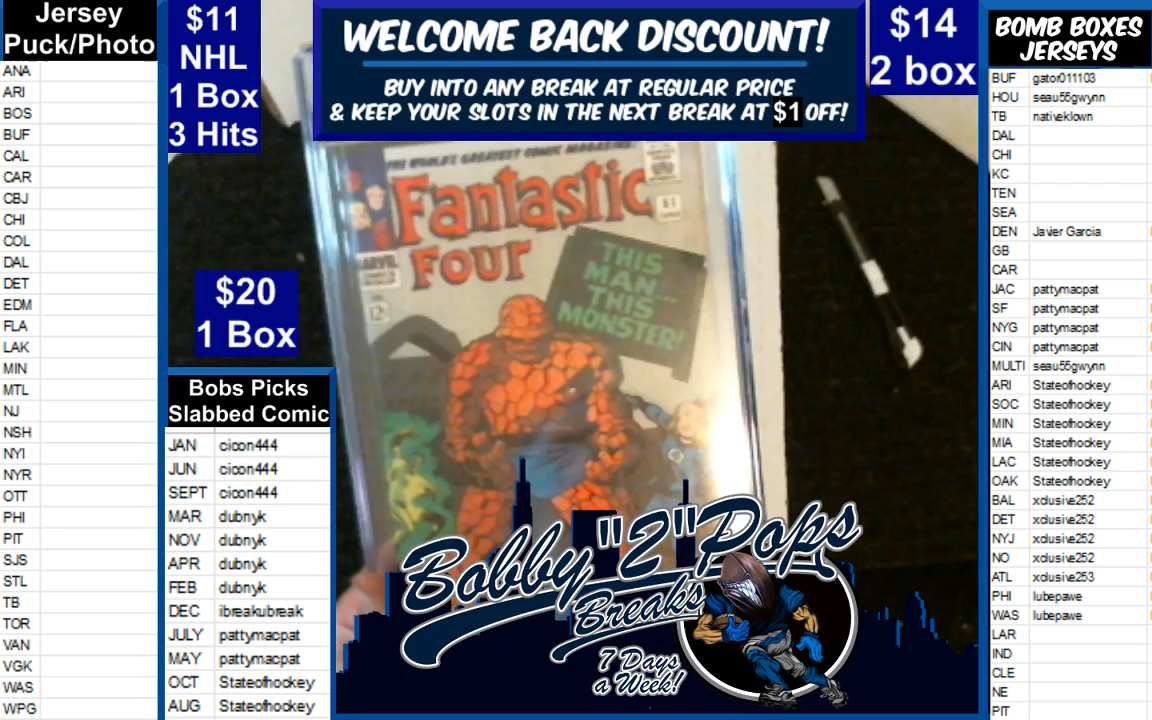 Jersey
Puck/Photo
ANA
ARI
BOS
BUF
CAL
CAR
CBJ
CHI
COL
DAL
DET
EDM
FLA
LAK
MIN
MTL
NJ
NSH
NYI
NYR
OTT
PHI
PIT
SJS
STL
TB
TOR
VAN
VGK
WAS
WPG
$11
NHL
1 Box
3 Hits
WELCOME BACK DISCOUNT!
BUY INTO ANY BREAK AT REGULAR PRICE
& KEEP YOUR SLOTS IN THE NEXT BREAK AT $1 OFF!
$14
2 box
$20
1 Box
Bobs Picks
Slabbed Comic
JAN cicon444
JUN cicon444
SEPT cicon444
MAR dubnyk
NOV dubnyk
APR dubnyk
FEB dubnyk
DEC ibreakubreak
JULY pattymacpat
MAY pattymacpat
OCT Stateofhockey
AUG Stateofhockey
THE WORLD'S GREATEST COMIC MAGAZINE!
Fantastic
Four
51
MARVEL
COMICS
12¢
THIS
MAN...
THIS
MONSTER!
Bobby "2" Pops
Breaks
7 Days
a Week!
BOMB BOXES
JERSEYS
BUF gator011103
HOU seau55gwynn
TB nativeklown
DAL
CHI
KC
TEN
SEA
DEN Javier Garcia
GB
CAR
JAC pattymacpat
SF pattymacpat
NYG pattymacpat
CIN pattymacpat
MULTI seau55gwynn
ARI Stateofhockey
SOC Stateofhockey
MIN Stateofhockey
MIA Stateofhockey
LAC Stateofhockey
OAK Stateofhockey
BAL xclusive252
DET xclusive252
NYJ xclusive252
NO xclusive252
ATL xclusive253
PHI lubepawe
WAS lubepawe
LAR
IND
CLE
NE
PIT